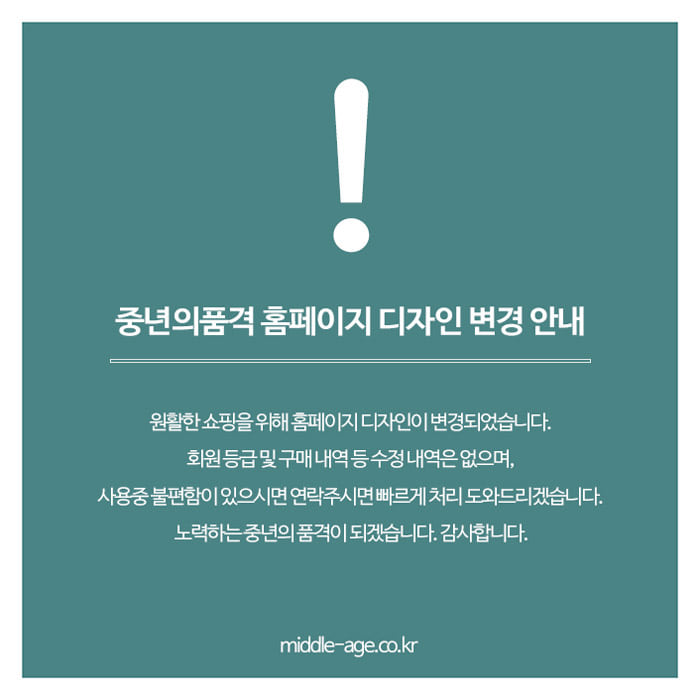 !
중년의품격 홈페이지 디자인 변경 안내
원활한 쇼핑을 위해 홈페이지 디자인이 변경되었습니다.
회원 등급 및 구매 내역 등 수정 내역은 없으며,
사용중 불편함이 있으시면 연락주시면 빠르게 처리 도와드리겠습니다.
노력하는 중년의 품격이 되겠습니다. 감사합니다.
middle-age.co.kr